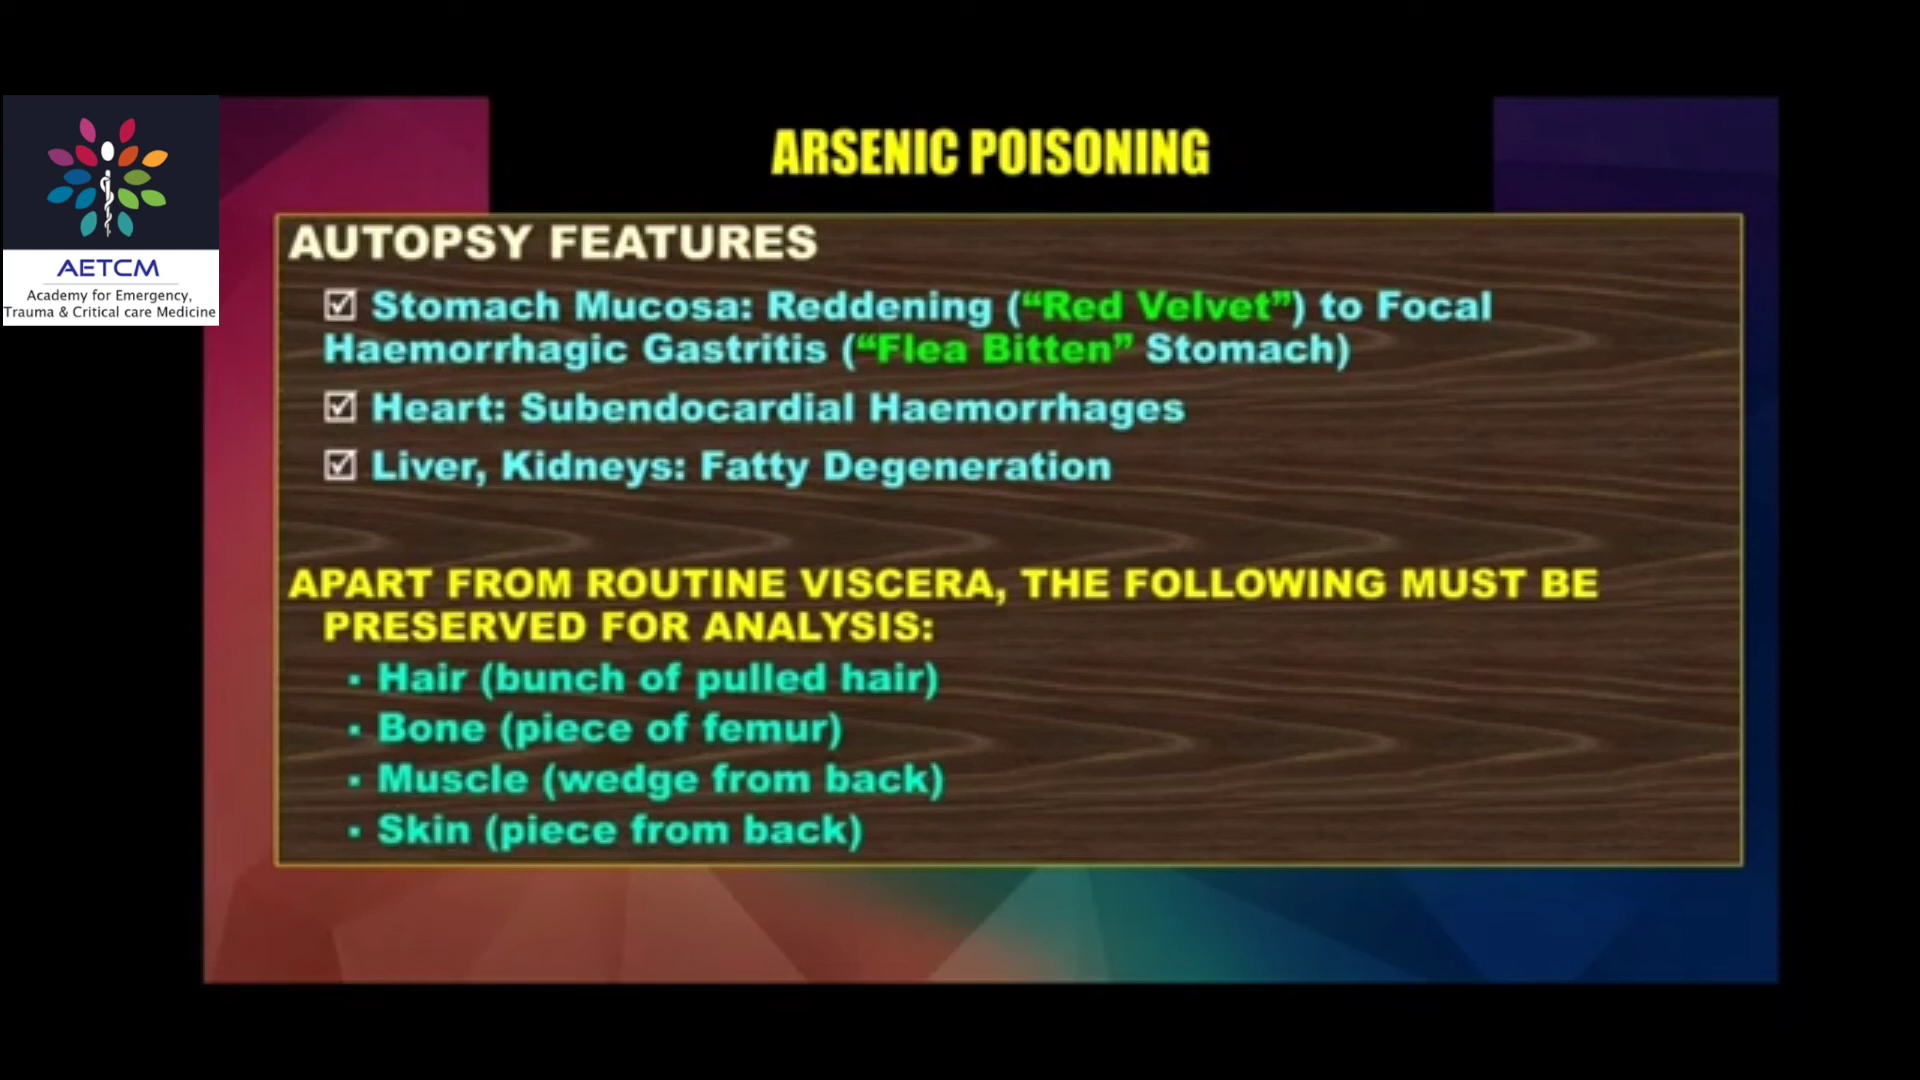 ARSENIC POISONING
AETCM
Academy for Emergency,
Trauma & Critical care Medicine
AUTOPSY FEATURES
☑ Stomach Mucosa: Reddening (“Red Velvet”) to Focal
Haemorrhagic Gastritis (“Flea Bitten” Stomach)
☑ Heart: Subendocardial Haemorrhages
☑ Liver, Kidneys: Fatty Degeneration
APART FROM ROUTINE VISCERA, THE FOLLOWING MUST BE
PRESERVED FOR ANALYSIS:
▪ Hair (bunch of pulled hair)
▪ Bone (piece of femur)
▪ Muscle (wedge from back)
▪ Skin (piece from back)